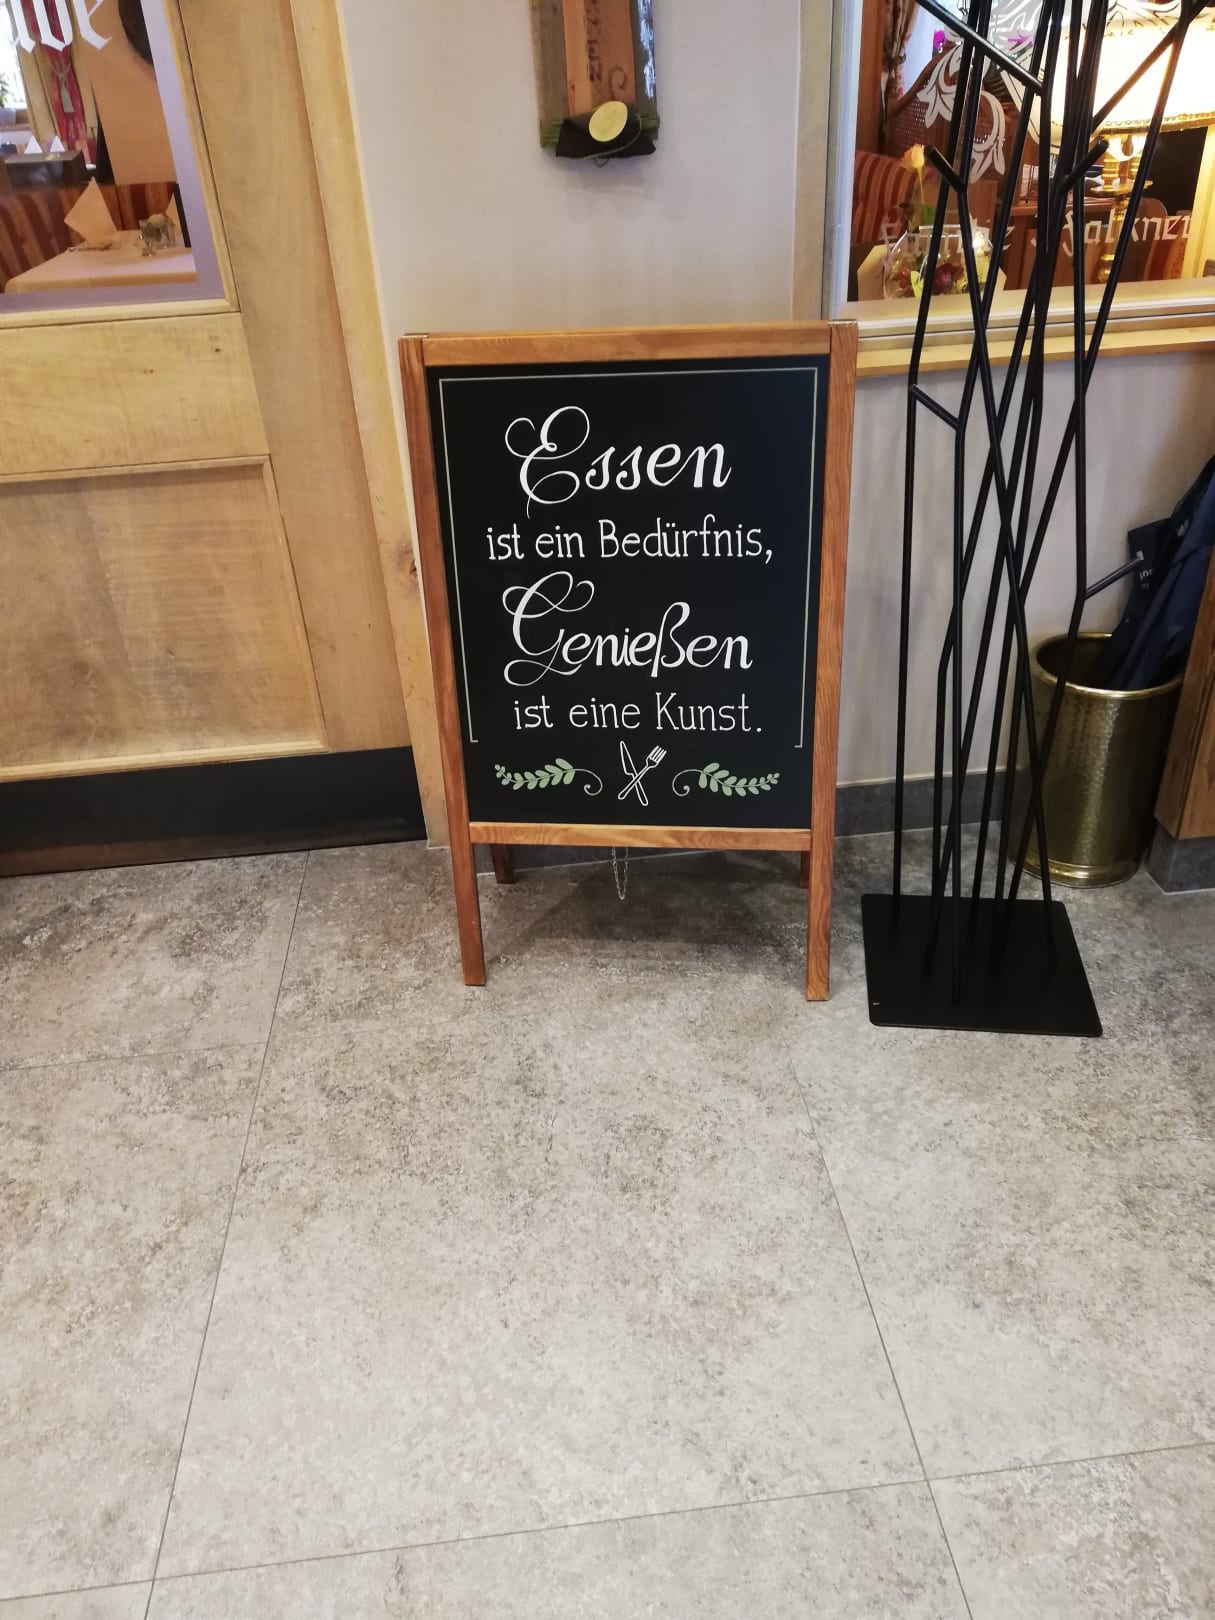 Essen
ist ein Bedürfnis,
Genießen
ist eine Kunst.